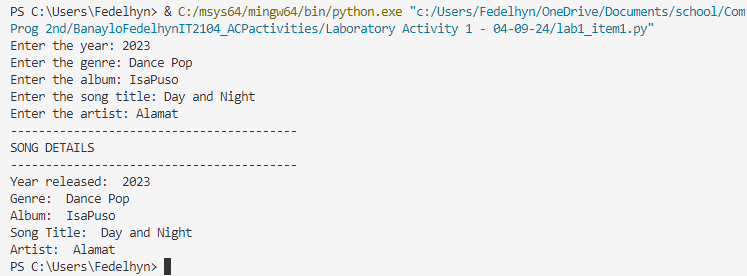 PS C:\Users\Fedelhyn> & C:/msys64/mingw64/bin/python.exe "c:/Users/Fedelhyn/OneDrive/Documents/school/Com
Prog 2nd/BanayloFedelhynIT2104_ACPactivities/Laboratory Activity 1 - 04-09-24/lab1_item1.py"
Enter the year: 2023
Enter the genre: Dance Pop
Enter the album: IsaPuso
Enter the song title: Day and Night
Enter the artist: Alamat
-----------------------------------------
SONG DETAILS
-----------------------------------------
Year released:  2023
Genre:  Dance Pop
Album:  IsaPuso
Song Title:  Day and Night
Artist:  Alamat
PS C:\Users\Fedelhyn>